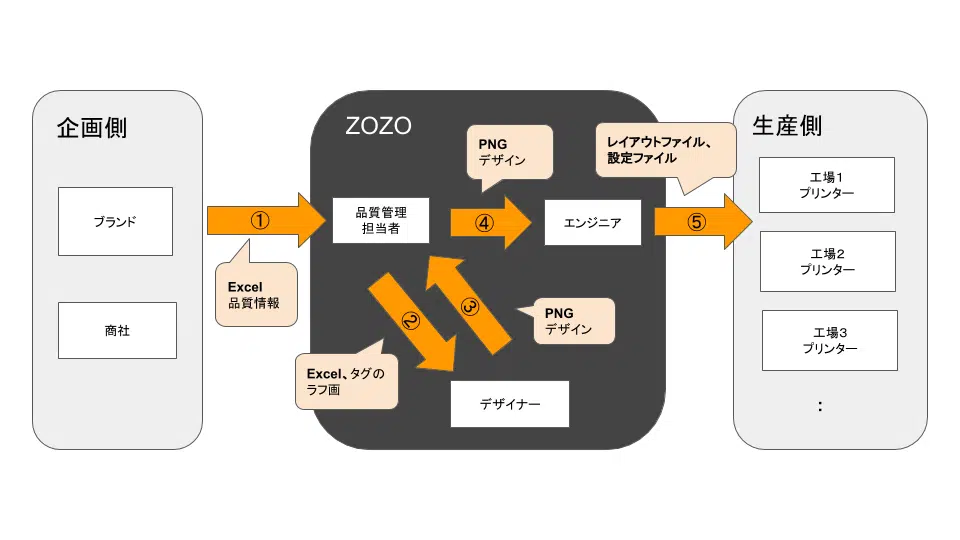 企画側
ブランド
商社
①
Excel
品質情報
ZOZO
品質管理
担当者
②
Excel、タグの
ラフ画
デザイナー
③
PNG
デザイン
④
PNG
デザイン
エンジニア
⑤
レイアウトファイル、
設定ファイル
生産側
工場1
プリンター
工場2
プリンター
工場3
プリンター
：